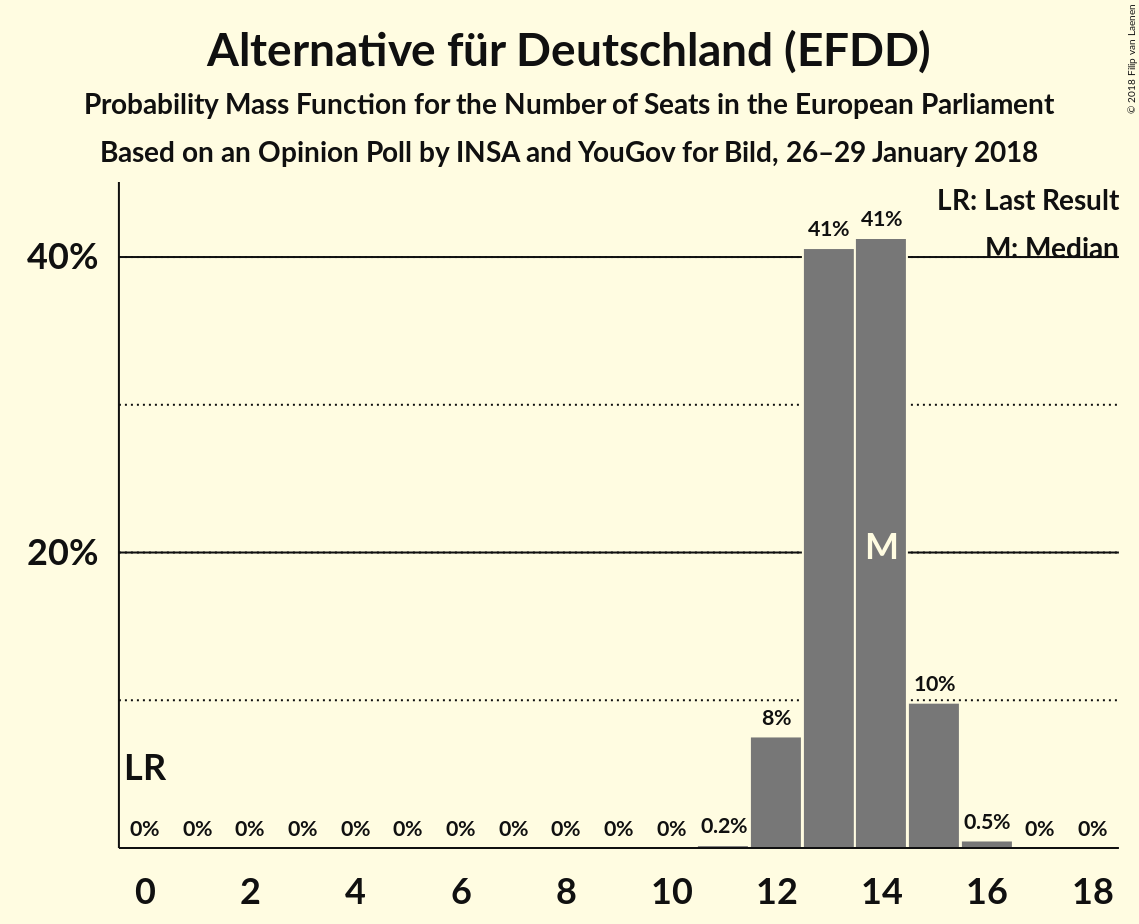 Alternative für Deutschland (EFDD)
Probability Mass Function for the Number of Seats in the European Parliament
Based on an Opinion Poll by INSA and YouGov for Bild, 26–29 January 2018
© 2018 Filip van Laenen
LR: Last Result
M: Median
40%
20%
41%
41%
M
10%
8%
LR
0% 0% 0% 0% 0% 0% 0% 0% 0% 0% 0% 0.2% 0.5% 0% 0%
0 2 4 6 8 10 12 14 16 18